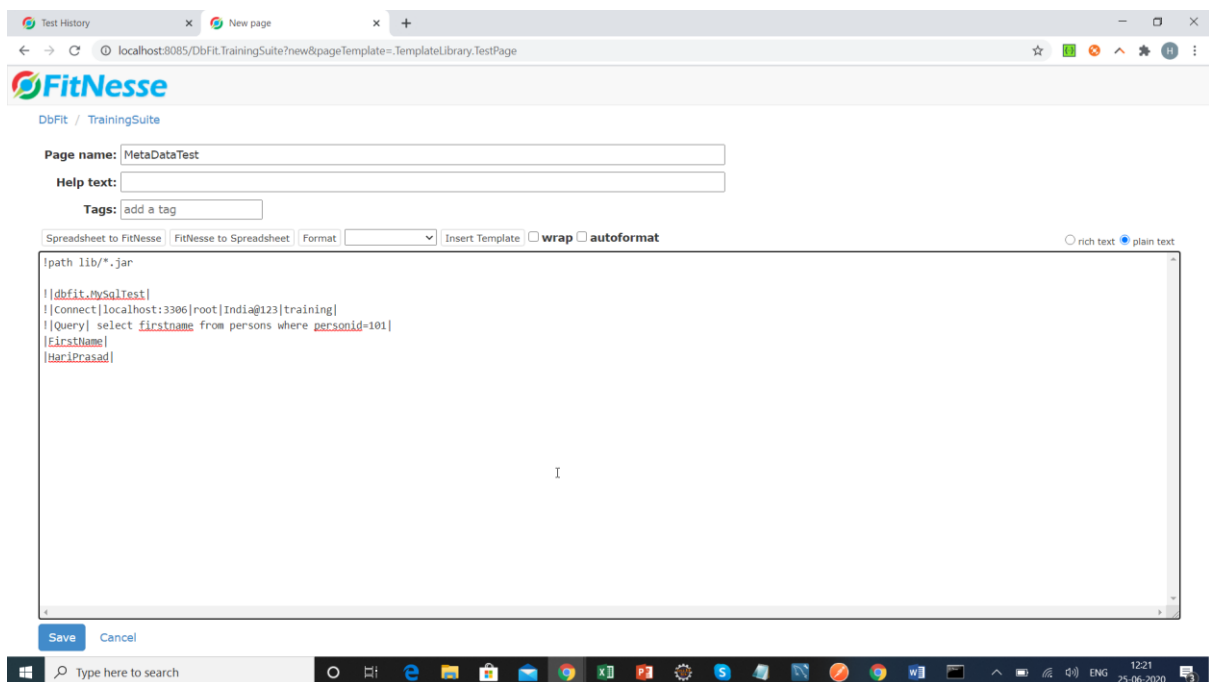 Test History
New page
localhost:8085/DbFit.TrainingSuite?new&pageTemplate=.TemplateLibrary.TestPage
H
FitNesse
DbFit / TrainingSuite
Page name: MetaDataTest
Help text:
Tags: add a tag
Spreadsheet to FitNesse FitNesse to Spreadsheet Format Insert Template wrap autoformat rich text plain text
!path lib/*.jar
!|dbfit.MySqlTest|
!|Connect|localhost:3306|root|India@123|training|
!|Query| select firstname from persons where personid=101|
|FirstName|
|HariPrasad|
Save Cancel
Type here to search
ENG
12:21
25-06-2020